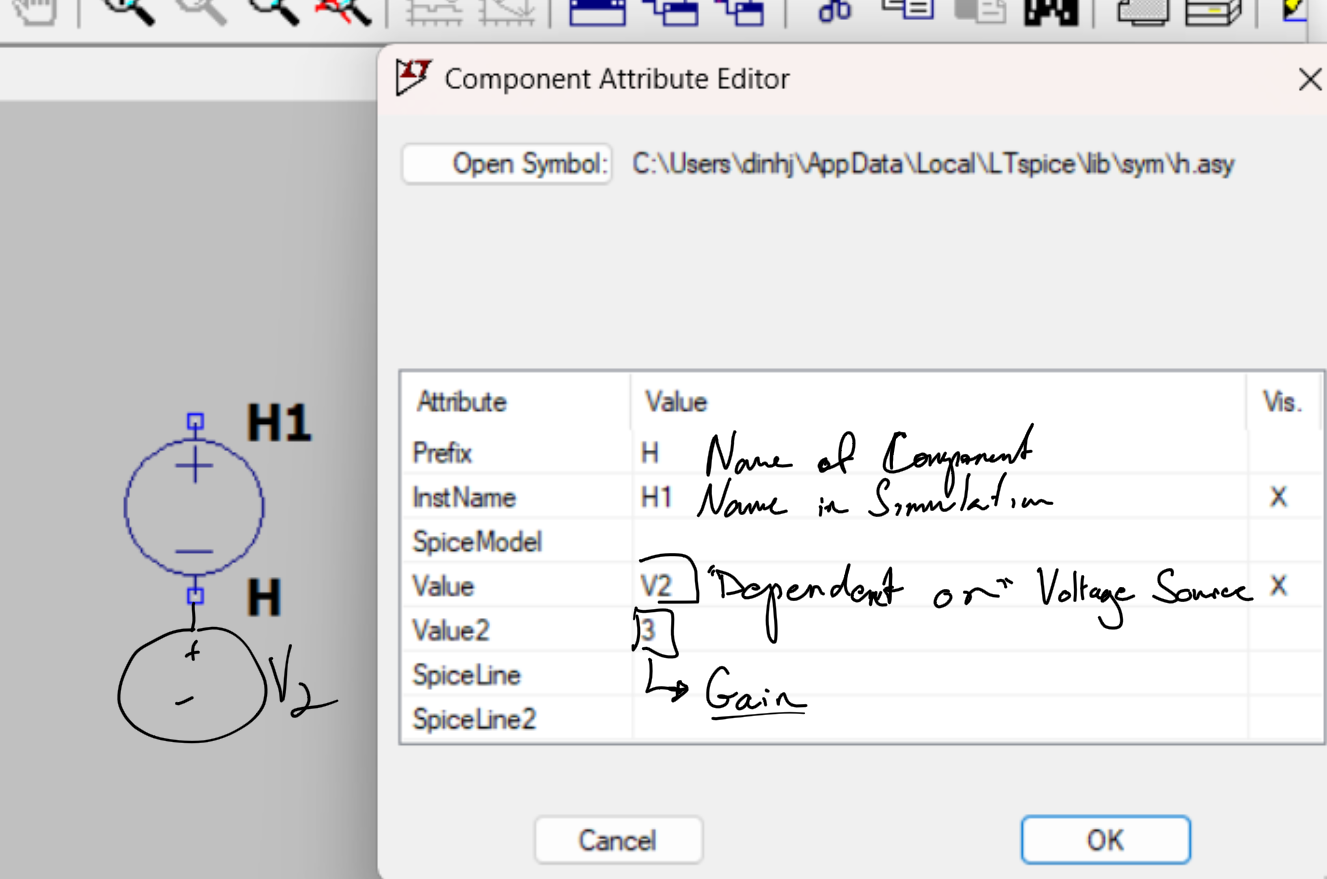 Component Attribute Editor
Open Symbol: C:\Users\dinhj\AppData\Local\LTspice\lib\sym\h.asy
Attribute Value Vis.
Prefix H Name of Component
InstName H1 Name in Simulation X
SpiceModel
Value V2 "Dependent on" Voltage Source X
Value2 3
SpiceLine Gain
SpiceLine2
H1
+
−
H
+
-
V2
Cancel OK